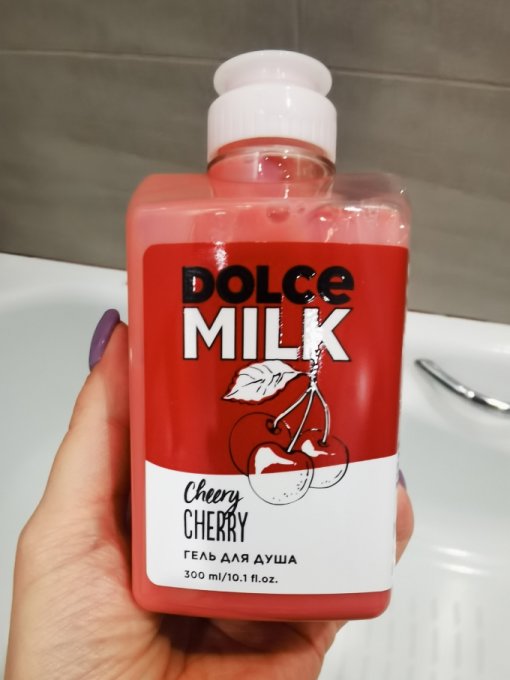 DOLCe
MILK
Cheery
CHERRY
ГЕЛЬ ДЛЯ ДУША
300 ml/10.1 fl.oz.